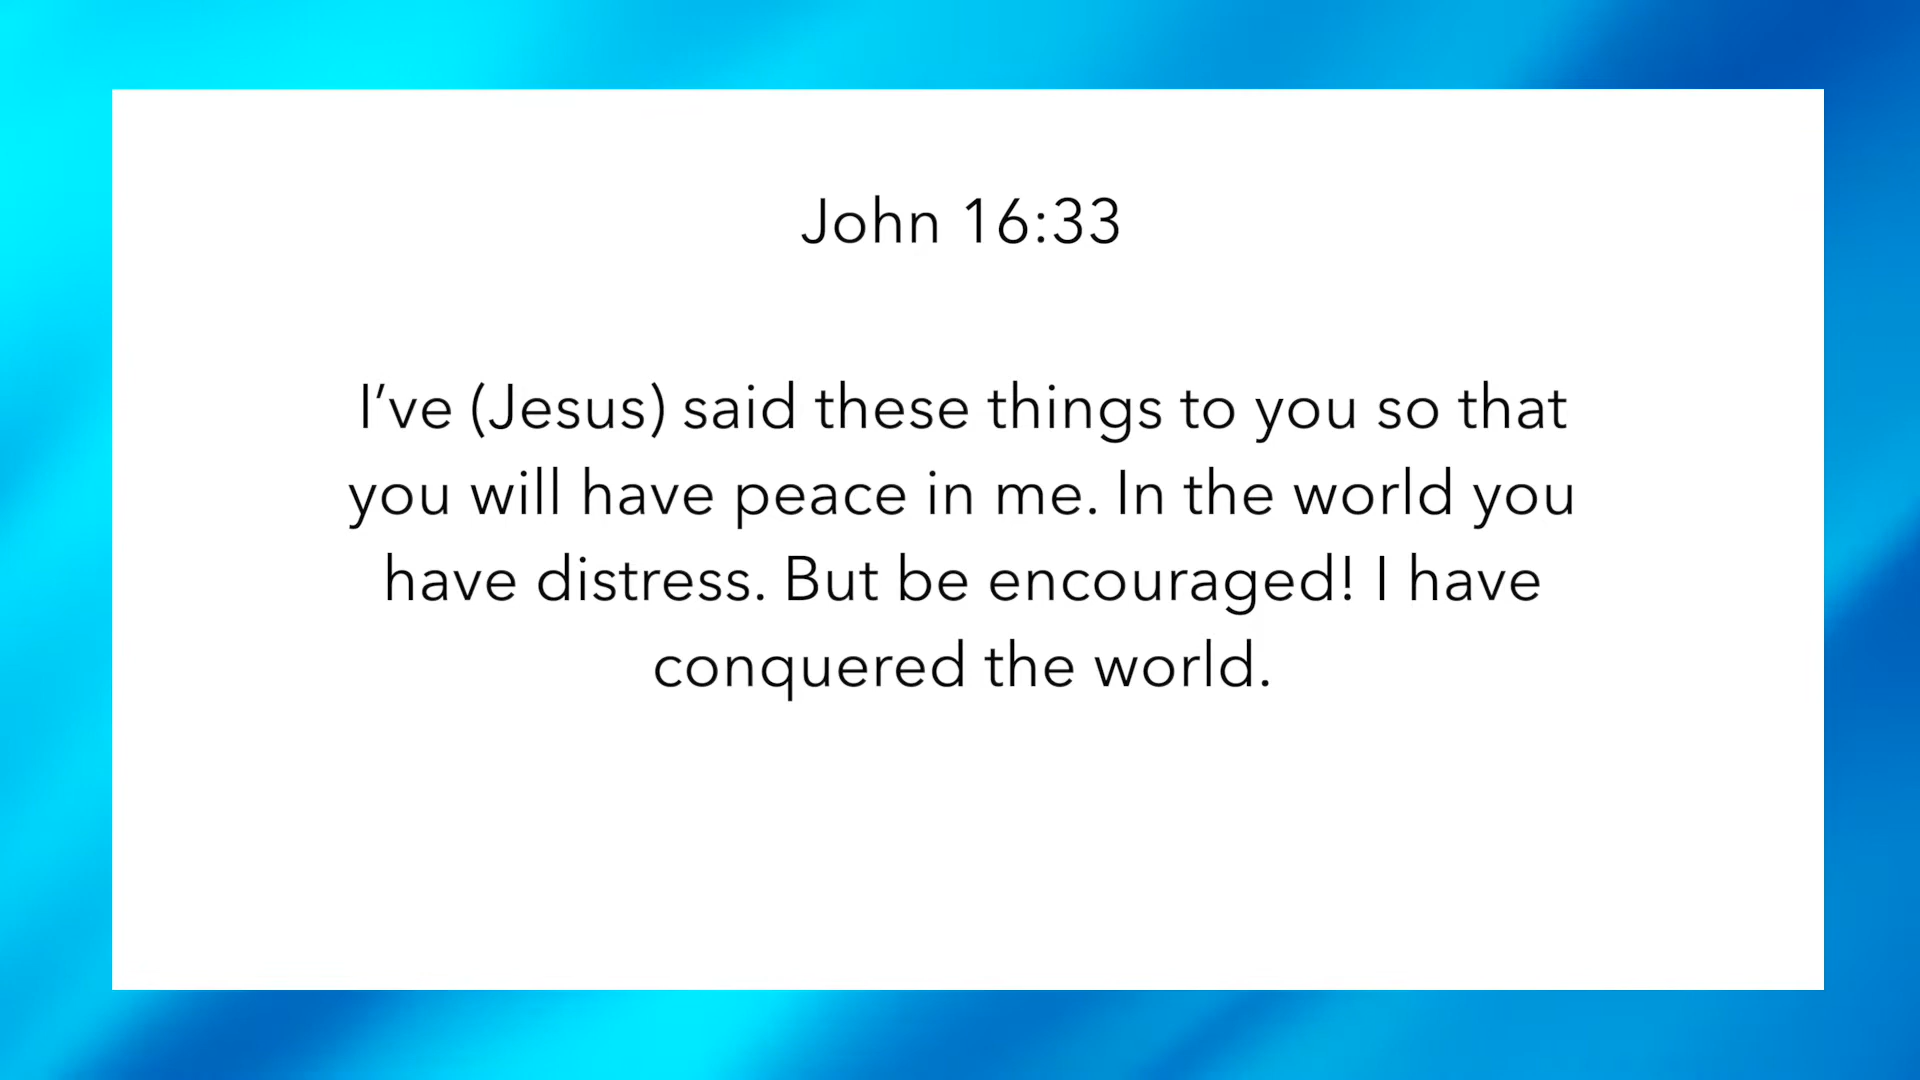 John 16:33
I’ve (Jesus) said these things to you so that
you will have peace in me. In the world you
have distress. But be encouraged! I have
conquered the world.